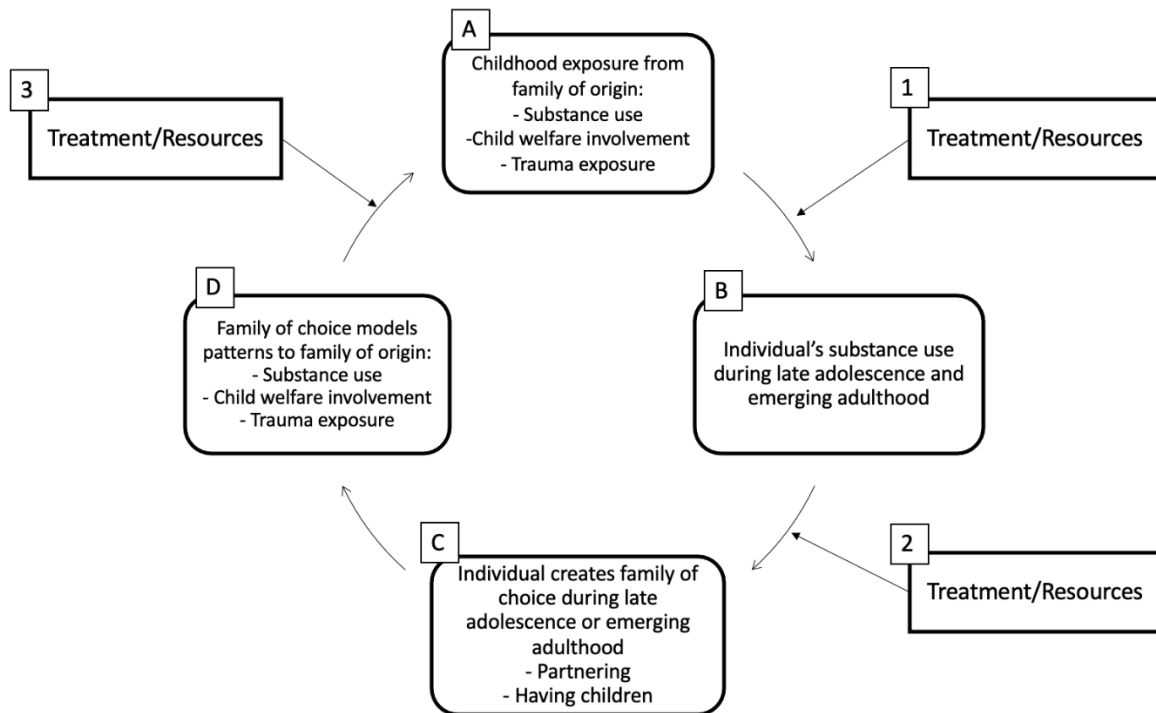 A
Childhood exposure from
family of origin:
- Substance use
-Child welfare involvement
- Trauma exposure
3
Treatment/Resources
1
Treatment/Resources
D
Family of choice models
patterns to family of origin:
- Substance use
- Child welfare involvement
- Trauma exposure
B
Individual’s substance use
during late adolescence and
emerging adulthood
C
Individual creates family of
choice during late
adolescence or emerging
adulthood
- Partnering
- Having children
2
Treatment/Resources